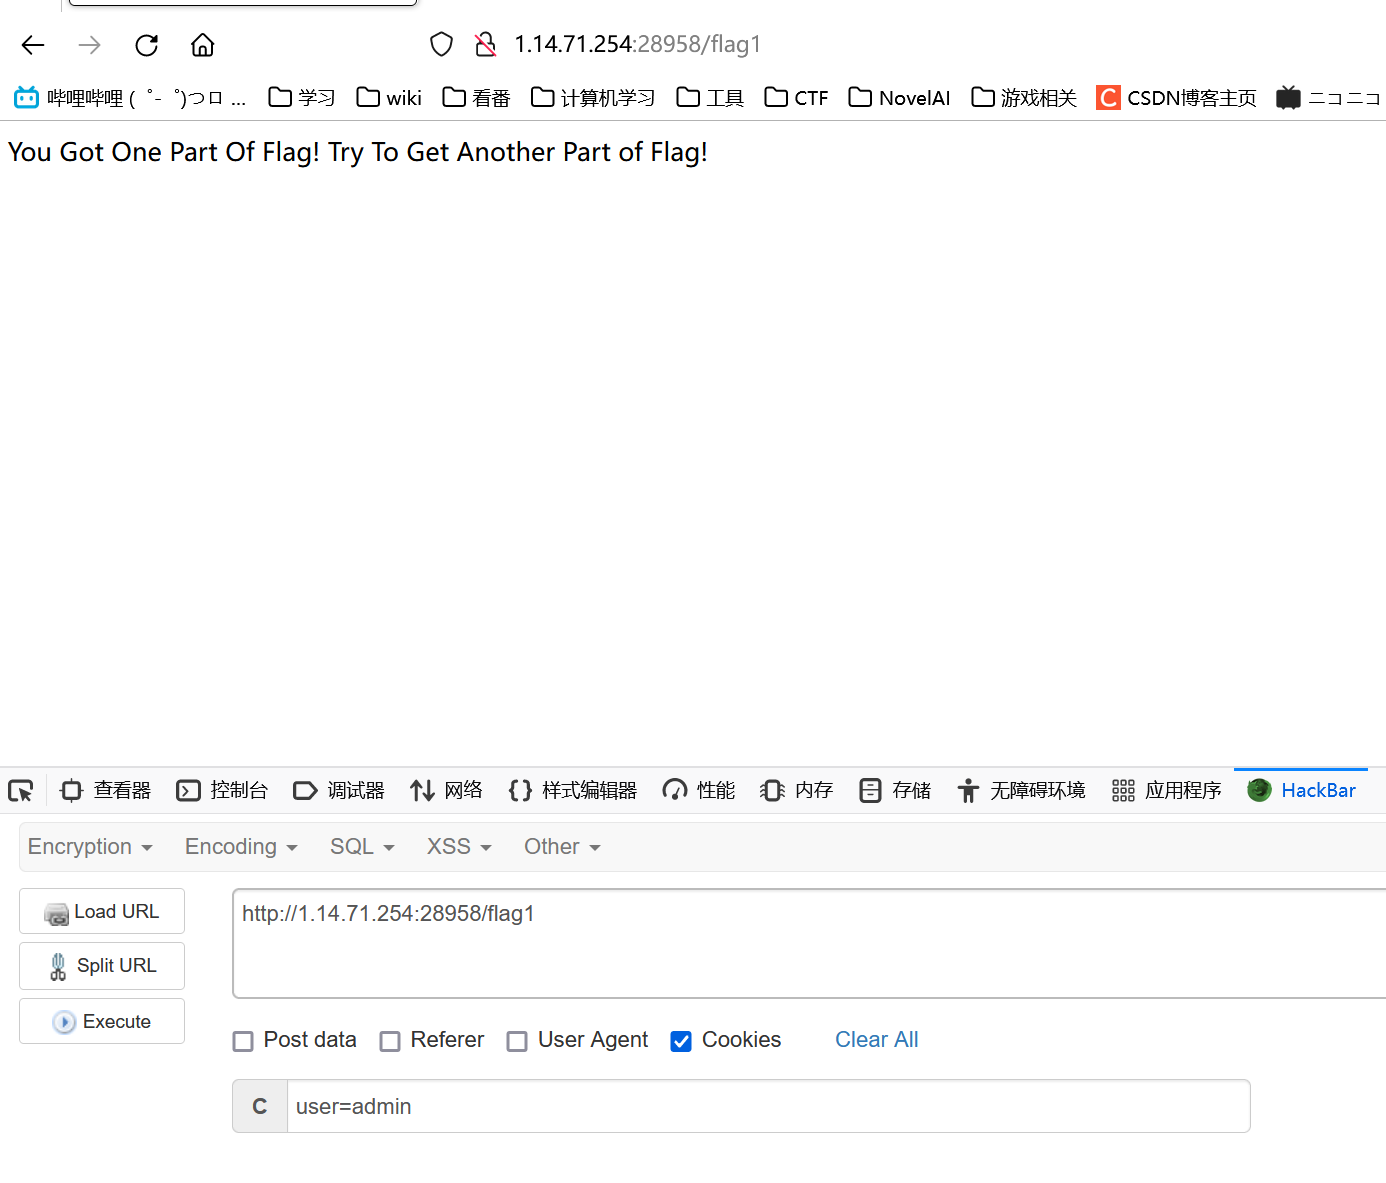 1.14.71.254:28958/flag1
哔哩哔哩 (゜-゜)つロ ... 学习 wiki 看番 计算机学习 工具 CTF NovelAI 游戏相关 C CSDN博客主页 ニコニコ
You Got One Part Of Flag! Try To Get Another Part of Flag!
查看器 控制台 调试器 网络 {} 样式编辑器 性能 内存 存储 无障碍环境 应用程序 HackBar
Encryption Encoding SQL XSS Other
Load URL http://1.14.71.254:28958/flag1
Split URL
Execute
Post data Referer User Agent Cookies Clear All
C user=admin